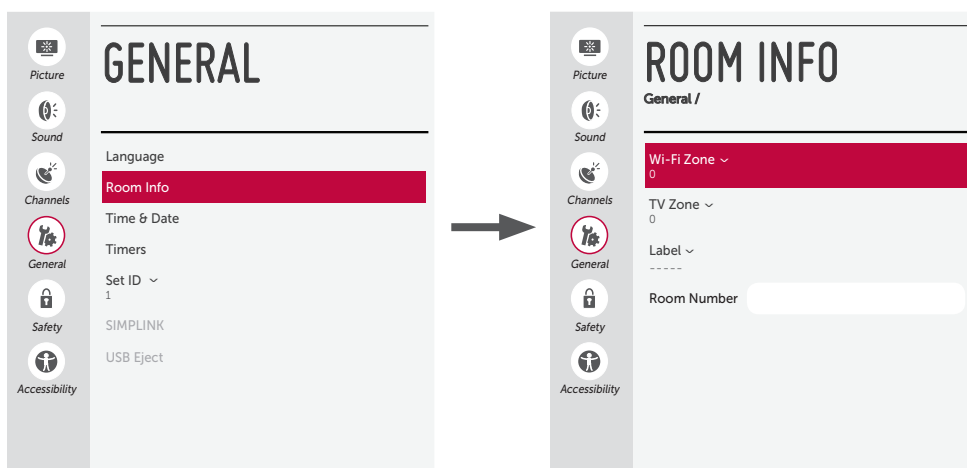 Picture
Sound
Channels
General
Safety
Accessibility
GENERAL
Language
Room Info
Time & Date
Timers
Set ID
1
SIMPLINK
USB Eject
Picture
Sound
Channels
General
Safety
Accessibility
ROOM INFO
General /
Wi-Fi Zone
0
TV Zone
0
Label
-----
Room Number